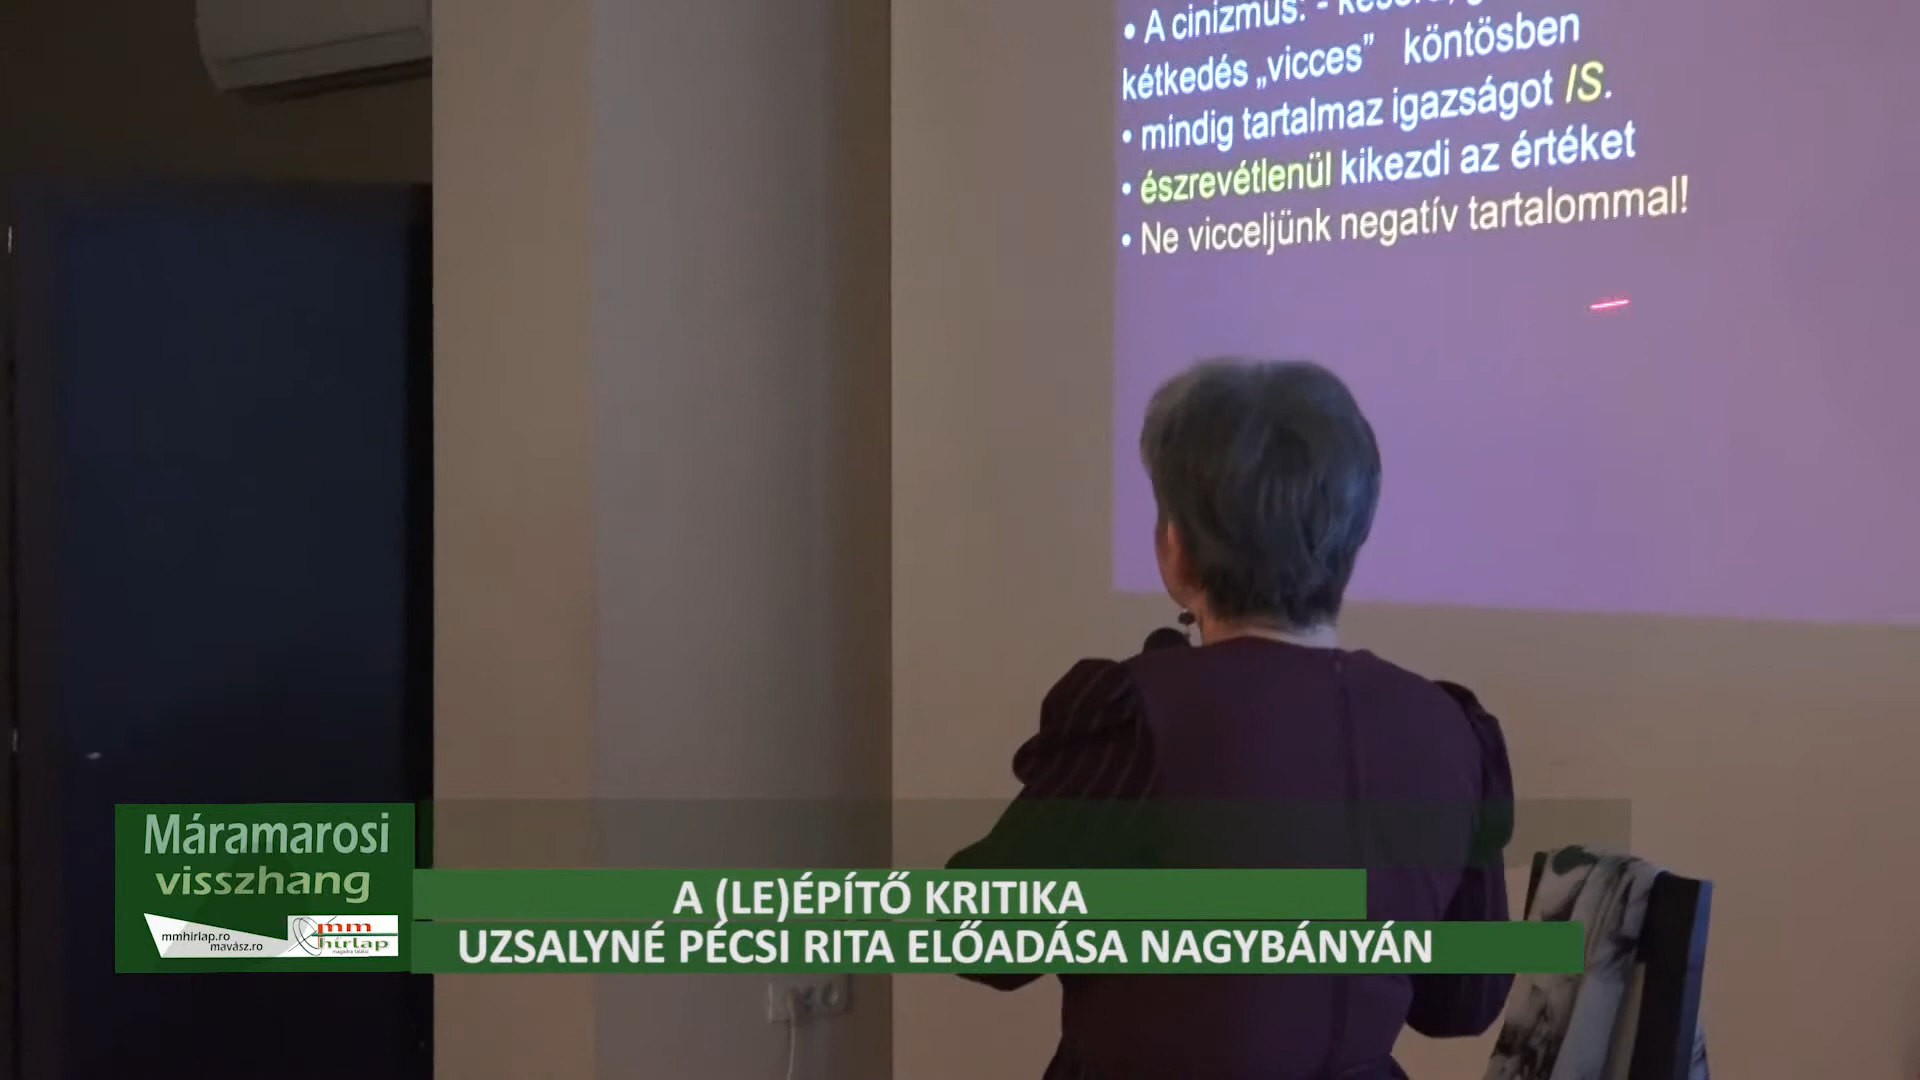 • A cinizmus: -
kétkedés „vicces” köntösben
• mindig tartalmaz igazságot /S.
• észrevétlenül kikezdi az értéket
• Ne vicceljünk negatív tartalommal!
Máramarosi
visszhang
mmhirlap.ro
mavász.ro
mm
hírlap
A (LE)ÉPÍTŐ KRITIKA
UZSALYNÉ PÉCSI RITA ELŐADÁSA NAGYBÁNYÁN